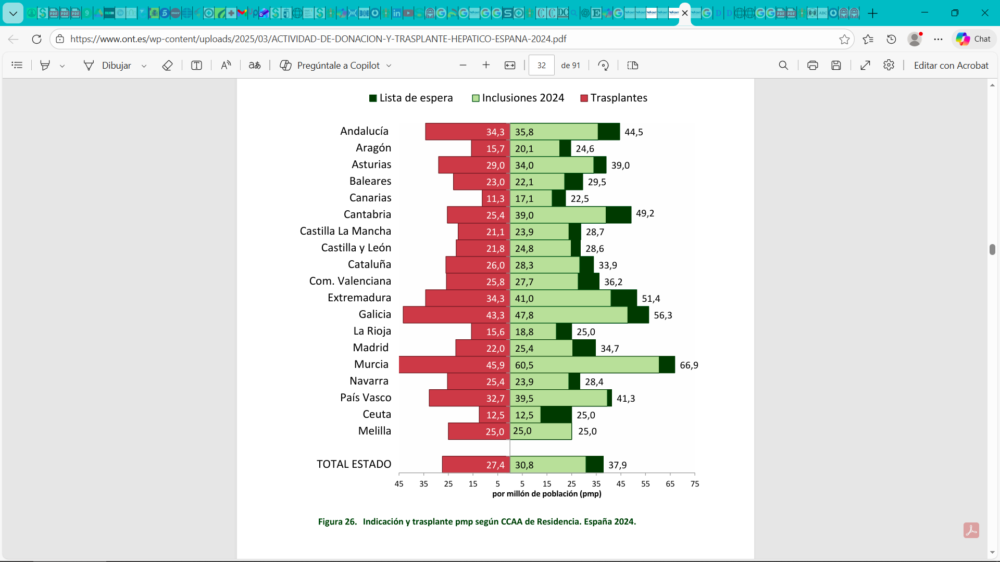 https://www.ont.es/wp-content/uploads/2025/03/ACTIVIDAD-DE-DONACION-Y-TRASPLANTE-HEPATICO-ESPANA-2024.pdf
Chat
Dibujar
Pregúntale a Copilot
32 de 91
Editar con Acrobat
Lista de espera Inclusiones 2024 Trasplantes
Andalucía 34,3 35,8 44,5
Aragón 15,7 20,1 24,6
Asturias 29,0 34,0 39,0
Baleares 23,0 22,1 29,5
Canarias 11,3 17,1 22,5
Cantabria 25,4 39,0 49,2
Castilla La Mancha 21,1 23,9 28,7
Castilla y León 21,8 24,8 28,6
Cataluña 26,0 28,3 33,9
Com. Valenciana 25,8 27,7 36,2
Extremadura 34,3 41,0 51,4
Galicia 43,3 47,8 56,3
La Rioja 15,6 18,8 25,0
Madrid 22,0 25,4 34,7
Murcia 45,9 60,5 66,9
Navarra 25,4 23,9 28,4
País Vasco 32,7 39,5 41,3
Ceuta 12,5 12,5 25,0
Melilla 25,0 25,0 25,0
TOTAL ESTADO 27,4 30,8 37,9
45 35 25 15 5 5 15 25 35 45 55 65 75
por millón de población (pmp)
Figura 26. Indicación y trasplante pmp según CCAA de Residencia. España 2024.